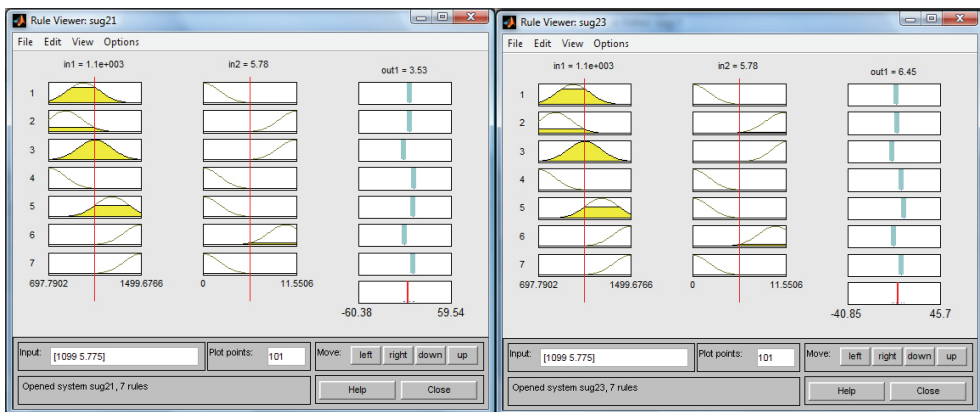 Rule Viewer: sug21
File Edit View Options
in1 = 1.1e+003
in2 = 5.78
out1 = 3.53
1
2
3
4
5
6
7
697.7902
1499.6766
0
11.5506
-60.38
59.54
Input:
[1099 5.775]
Plot points:
101
Move:
left
right
down
up
Opened system sug21, 7 rules
Help
Close
Rule Viewer: sug23
File Edit View Options
in1 = 1.1e+003
in2 = 5.78
out1 = 6.45
1
2
3
4
5
6
7
697.7902
1499.6766
0
11.5506
-40.85
45.7
Input:
[1099 5.775]
Plot points:
101
Move:
left
right
down
up
Opened system sug23, 7 rules
Help
Close